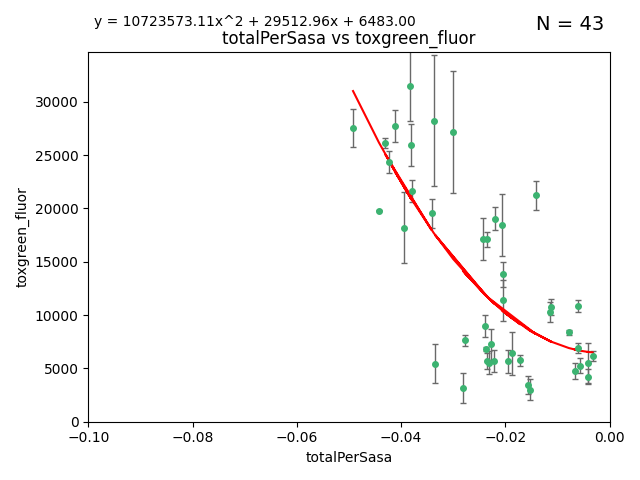 y = 10723573.11x^2 + 29512.96x + 6483.00
N = 43
totalPerSasa vs toxgreen_fluor
30000
25000
20000
15000
10000
5000
0
toxgreen_fluor
−0.10
−0.08
−0.06
−0.04
−0.02
0.00
totalPerSasa